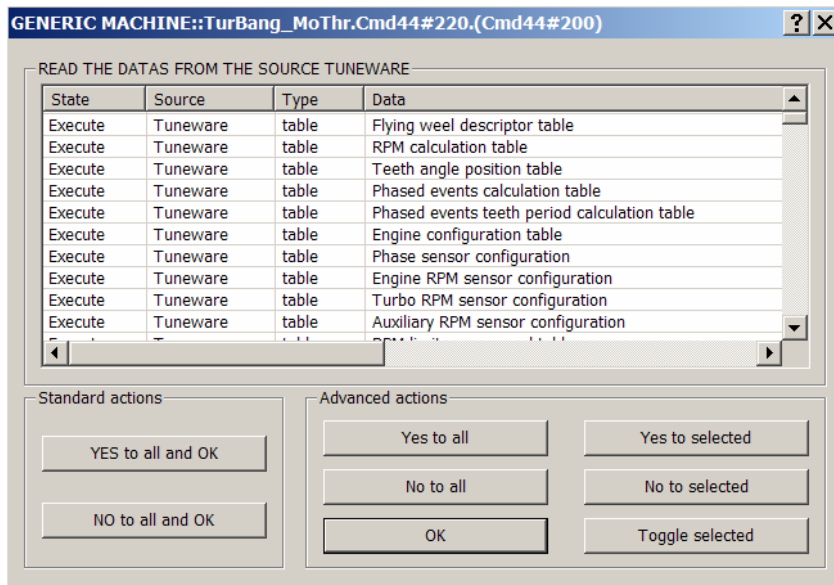 GENERIC MACHINE::TurBang_MoThr.Cmd44#220.(Cmd44#200)
READ THE DATAS FROM THE SOURCE TUNEWARE
State Source Type Data
Execute Tuneware table Flying weel descriptor table
Execute Tuneware table RPM calculation table
Execute Tuneware table Teeth angle position table
Execute Tuneware table Phased events calculation table
Execute Tuneware table Phased events teeth period calculation table
Execute Tuneware table Engine configuration table
Execute Tuneware table Phase sensor configuration
Execute Tuneware table Engine RPM sensor configuration
Execute Tuneware table Turbo RPM sensor configuration
Execute Tuneware table Auxiliary RPM sensor configuration
Standard actions
YES to all and OK
NO to all and OK
Advanced actions
Yes to all Yes to selected
No to all No to selected
OK Toggle selected